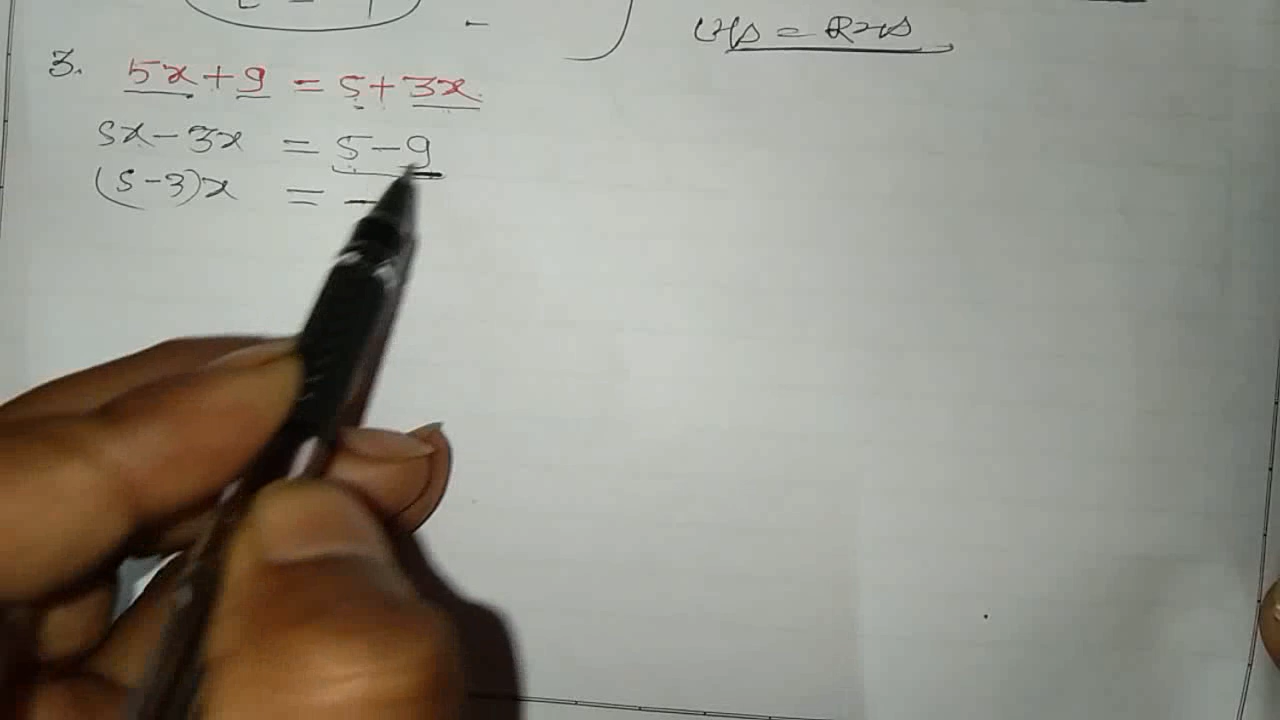 LHS = RHS
3. 5x + 9 = 5 + 3x
5x - 3x = 5 - 9
(5 - 3)x = -